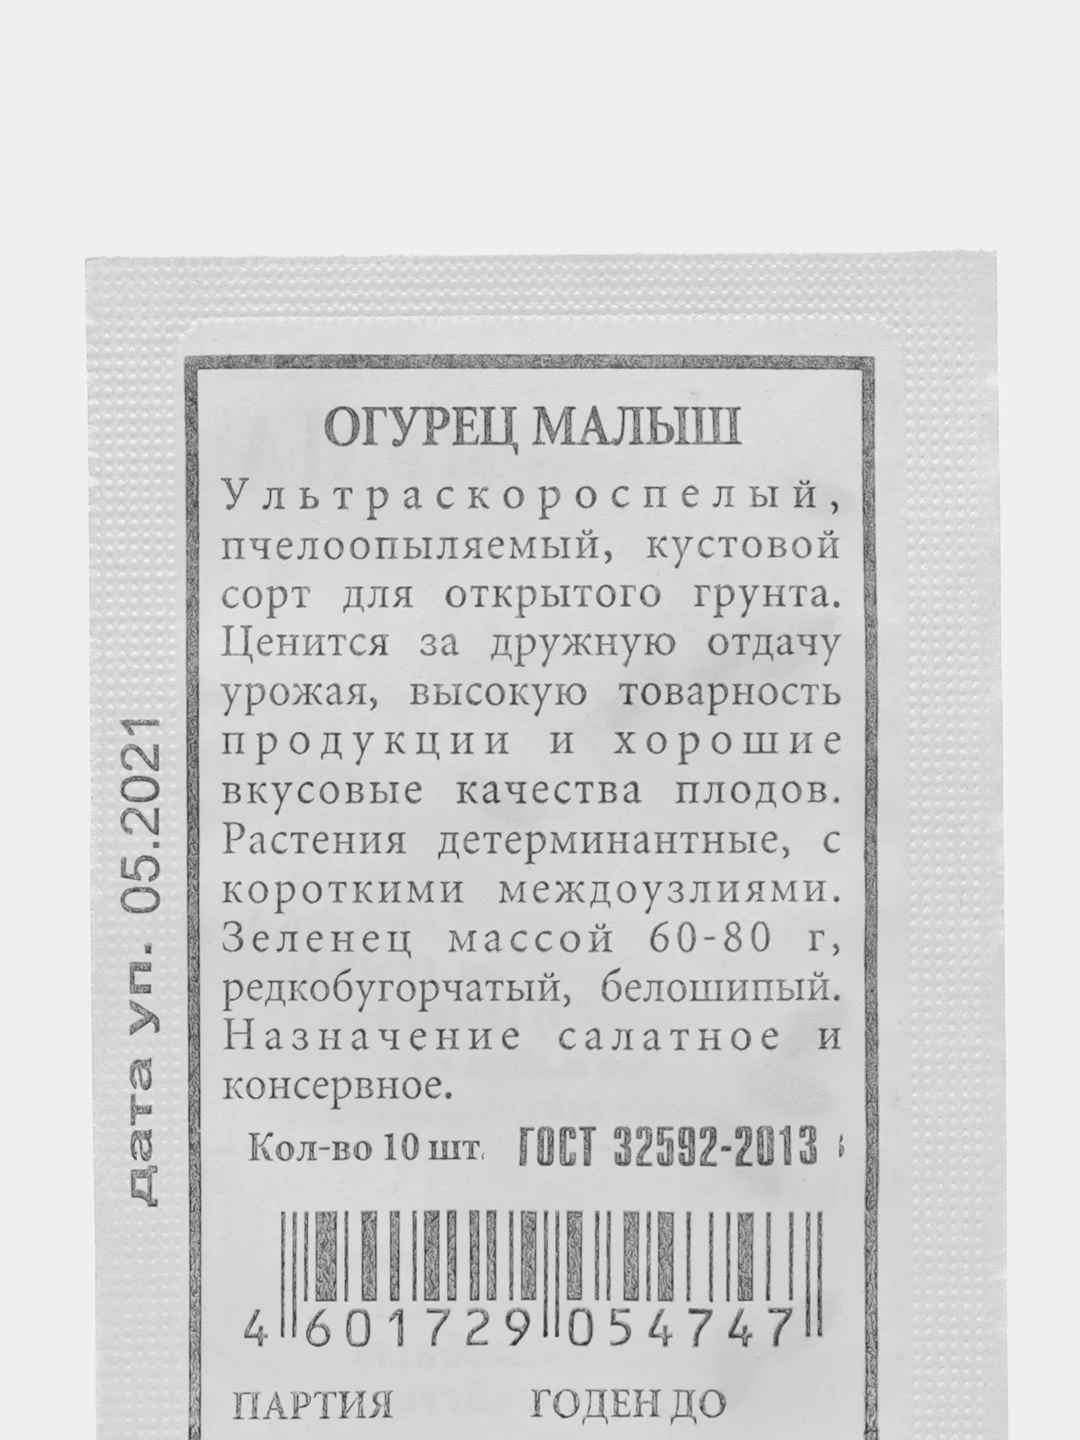 ОГУРЕЦ МАЛЫШ
Ультраскороспелый,
пчелоопыляемый, кустовой
сорт для открытого грунта.
Ценится за дружную отдачу
урожая, высокую товарность
продукции и хорошие
вкусовые качества плодов.
Растения детерминантные, с
короткими междоузлиями.
Зеленец массой 60-80 г,
редкобугорчатый, белошипый.
Назначение салатное и
консервное.
Кол-во 10 шт. ГОСТ 32592-2013
4 601729 054747
ПАРТИЯ ГОДЕН ДО
дата уп. 05.2021